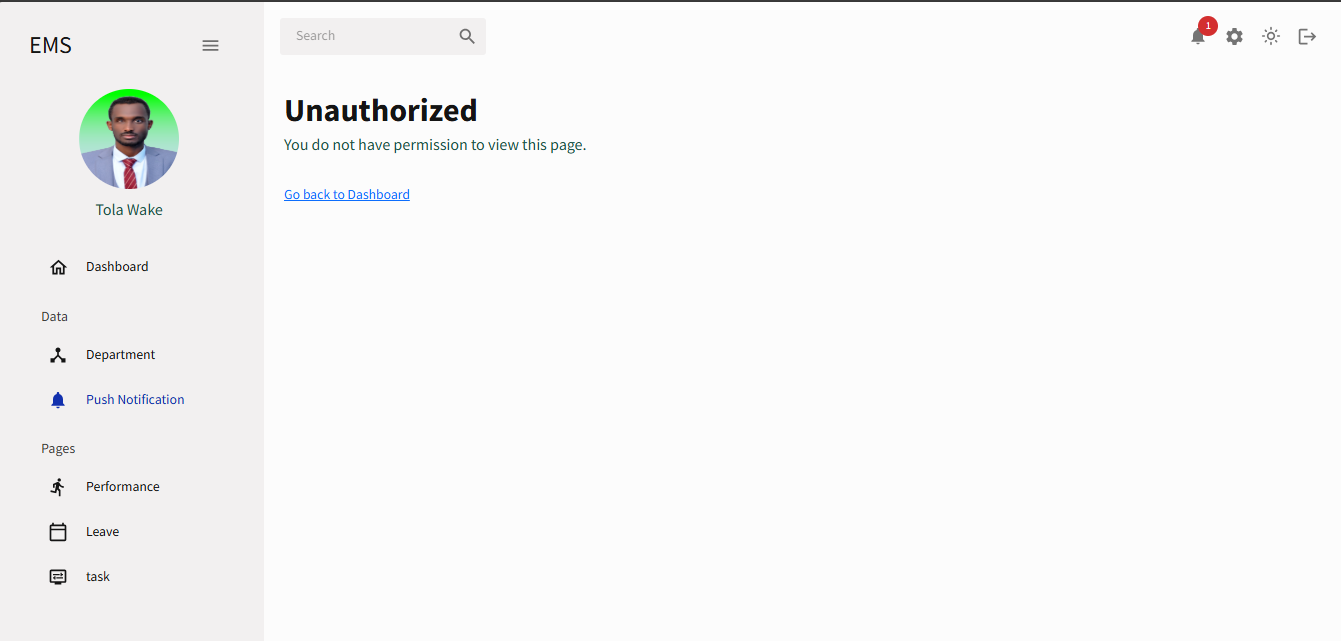 EMS
Search
1
Tola Wake
Dashboard
Data
Department
Push Notification
Pages
Performance
Leave
task
Unauthorized
You do not have permission to view this page.
Go back to Dashboard